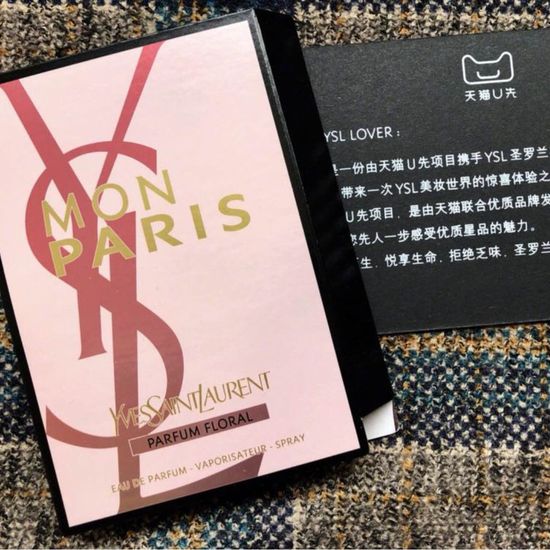 YSL
MON
PARIS
YVESSAINTLAURENT
PARFUM FLORAL
EAU DE PARFUM - VAPORISATEUR - SPRAY
天猫U先
YSL LOVER :
一份由天猫U先项目携手YSL圣罗兰
带来一次YSL美妆世界的惊喜体验之
U先项目，是由天猫联合优质品牌发
先人一步感受优质星品的魅力。
生，悦享生命，拒绝乏味，圣罗兰